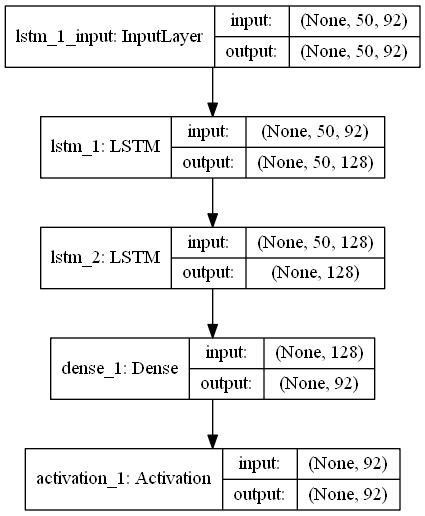 lstm_1_input: InputLayer
input: (None, 50, 92)
output: (None, 50, 92)
lstm_1: LSTM
input: (None, 50, 92)
output: (None, 50, 128)
lstm_2: LSTM
input: (None, 50, 128)
output: (None, 128)
dense_1: Dense
input: (None, 128)
output: (None, 92)
activation_1: Activation
input: (None, 92)
output: (None, 92)